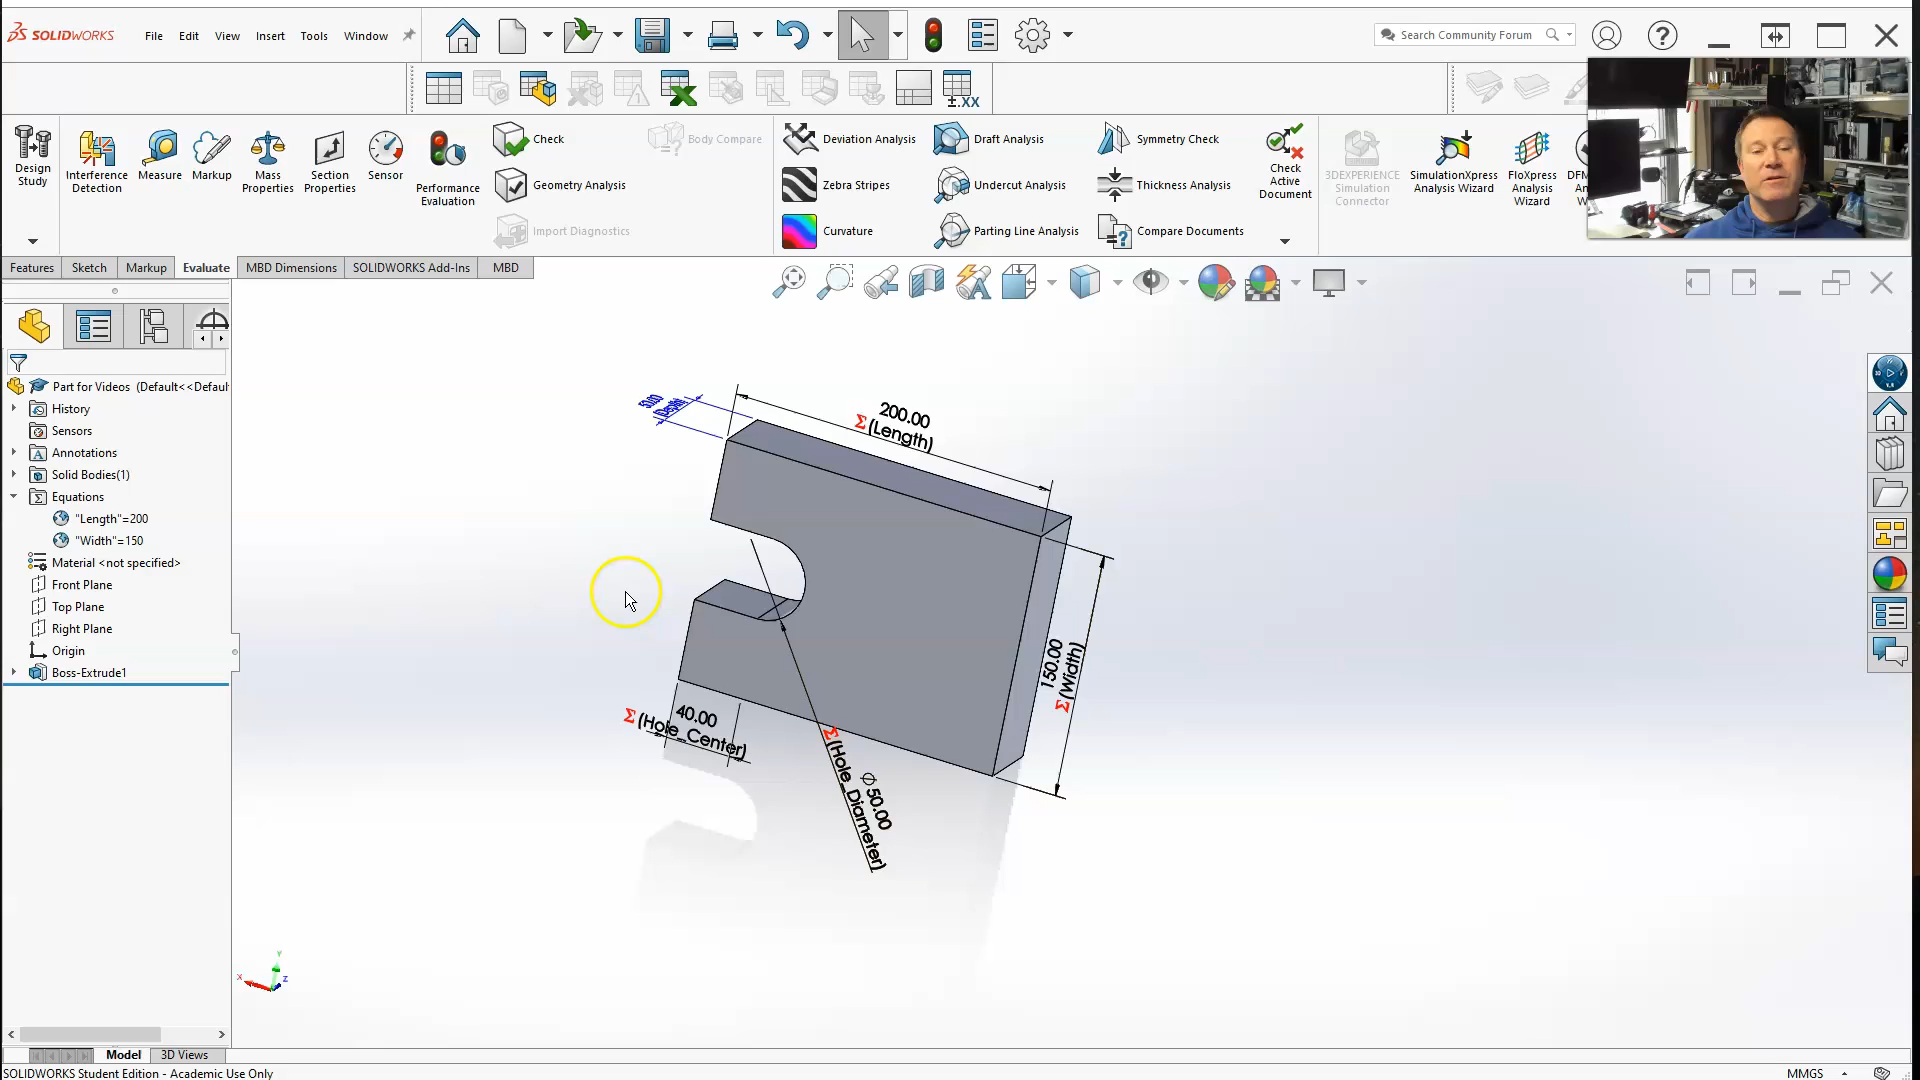 SOLIDWORKS
File Edit View Insert Tools Window
Search Community Forum
?
±.XX
Design Study
Interference Detection
Measure
Markup
Mass Properties
Section Properties
Sensor
Performance Evaluation
Check
Geometry Analysis
Import Diagnostics
Body Compare
Deviation Analysis
Zebra Stripes
Curvature
Draft Analysis
Undercut Analysis
Parting Line Analysis
Symmetry Check
Thickness Analysis
Compare Documents
Check Active Document
3DEXPERIENCE Simulation Connector
SimulationXpress Analysis Wizard
FloXpress Analysis Wizard
Features Sketch Markup Evaluate MBD Dimensions SOLIDWORKS Add-Ins MBD
Part for Videos (Default<<Defaul
History
Sensors
Annotations
Solid Bodies(1)
Equations
"Length"=200
"Width"=150
Material <not specified>
Front Plane
Top Plane
Right Plane
Origin
Boss-Extrude1
50.00
(Depth)
200.00
Σ(Length)
150.00
Σ(Width)
40.00
Σ(Hole_Center)
Ø50.00
Σ(Hole_Diameter)
Y
X
Z
Model 3D Views
SOLIDWORKS Student Edition - Academic Use Only
MMGS